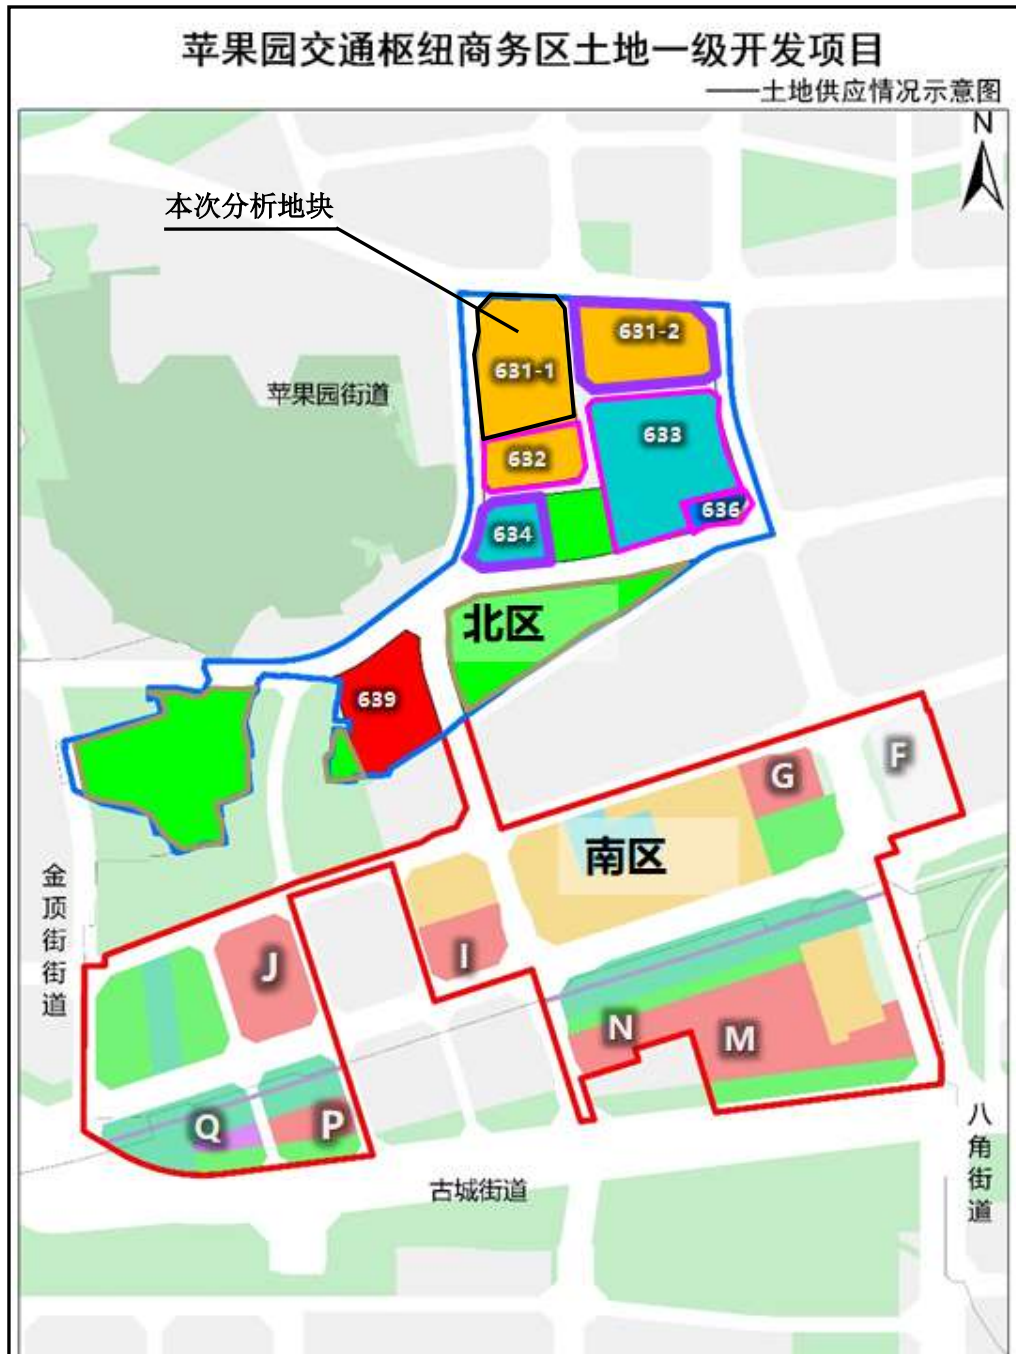 苹果园交通枢纽商务区土地一级开发项目
——土地供应情况示意图
N
本次分析地块
631-2
631-1
苹果园街道
633
632
636
634
北区
639
F
G
南区
金顶街街道
J
I
N
M
Q
P
八角街道
古城街道